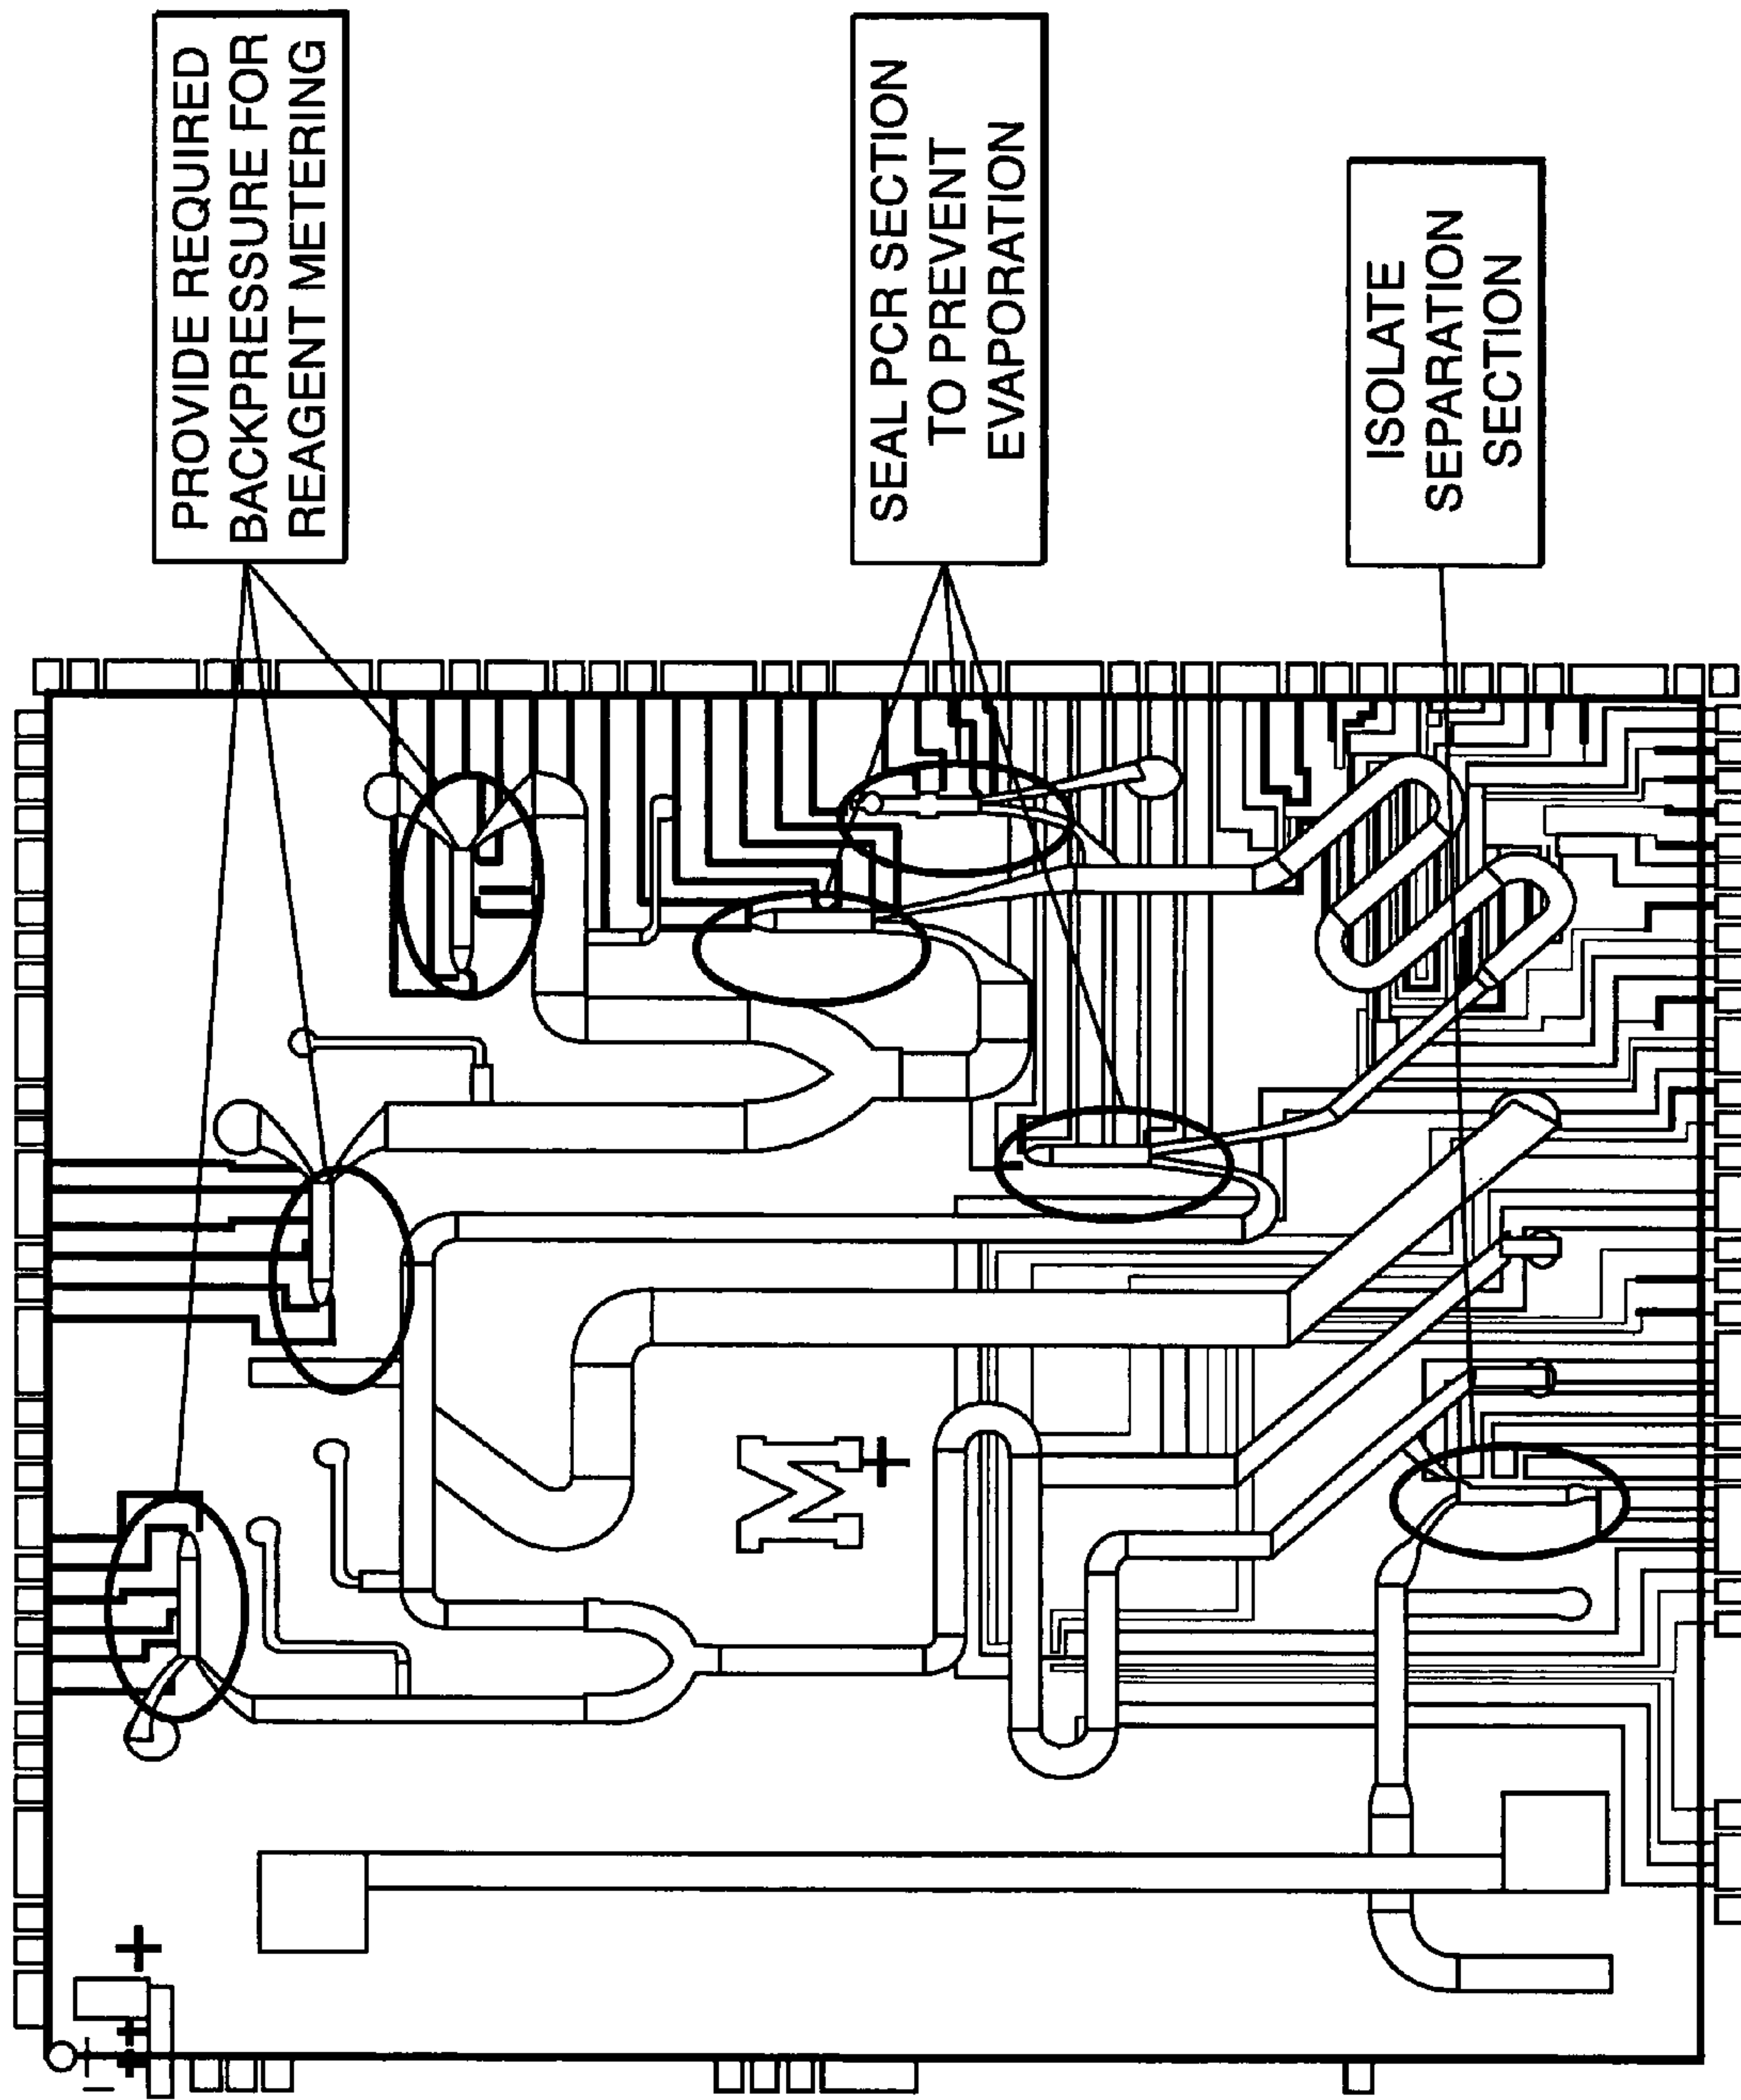 PROVIDE REQUIRED
BACKPRESSURE FOR
REAGENT METERING
SEAL PCR SECTION
TO PREVENT
EVAPORATION
ISOLATE
SEPARATION
SECTION
M